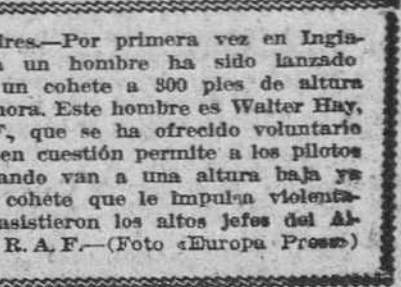 dres.—Por primera vez en Ingla-
a un hombre ha sido lanzado
un cohete a 300 pies de altura
hora. Este hombre es Walter Hay,
", que se ha ofrecido voluntario
en cuestión permite a los pilotos
ando van a una altura baja ya
cohete que le impulsa violenta-
asistieron los altos jefes del Al-
R. A. F.—(Foto «Europa Press»)